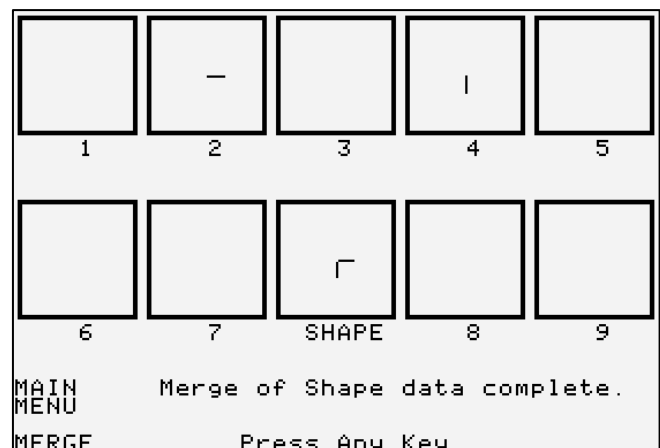 1 2 3 4 5
6 7 SHAPE 8 9
MAIN Merge of Shape data complete.
MENU
MERGE Press Any Key